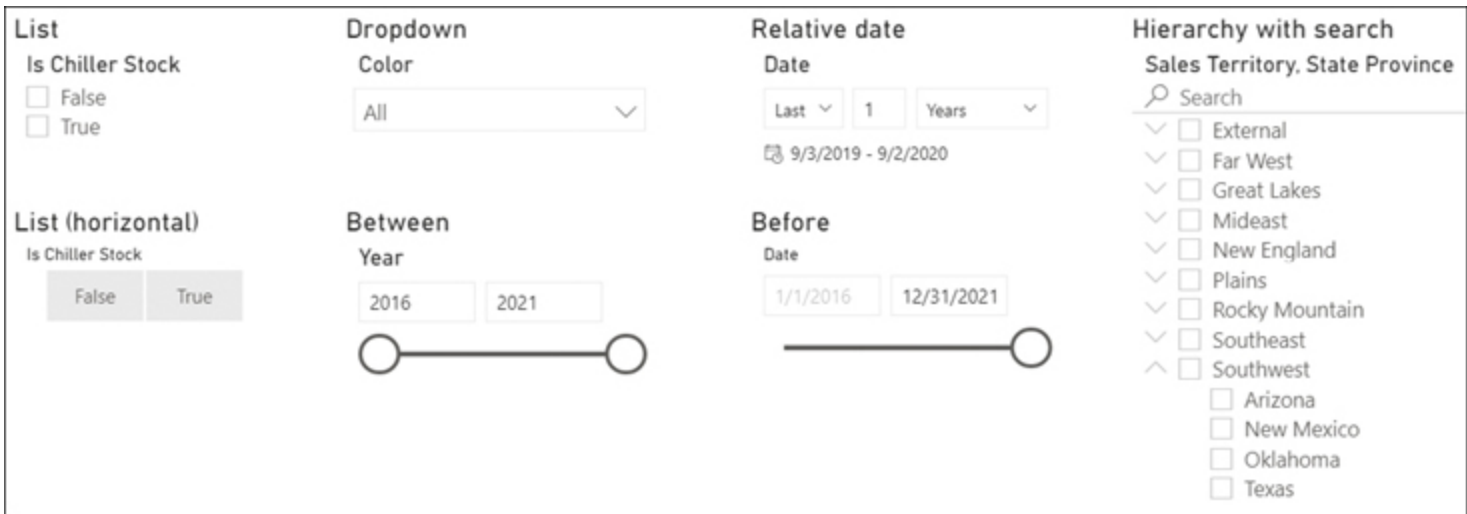 List
Is Chiller Stock
False
True
Dropdown
Color
All
Relative date
Date
Last 1 Years
9/3/2019 - 9/2/2020
Hierarchy with search
Sales Territory, State Province
Search
External
Far West
Great Lakes
Mideast
New England
Plains
Rocky Mountain
Southeast
Southwest
Arizona
New Mexico
Oklahoma
Texas
List (horizontal)
Is Chiller Stock
False True
Between
Year
2016 2021
Before
Date
1/1/2016 12/31/2021